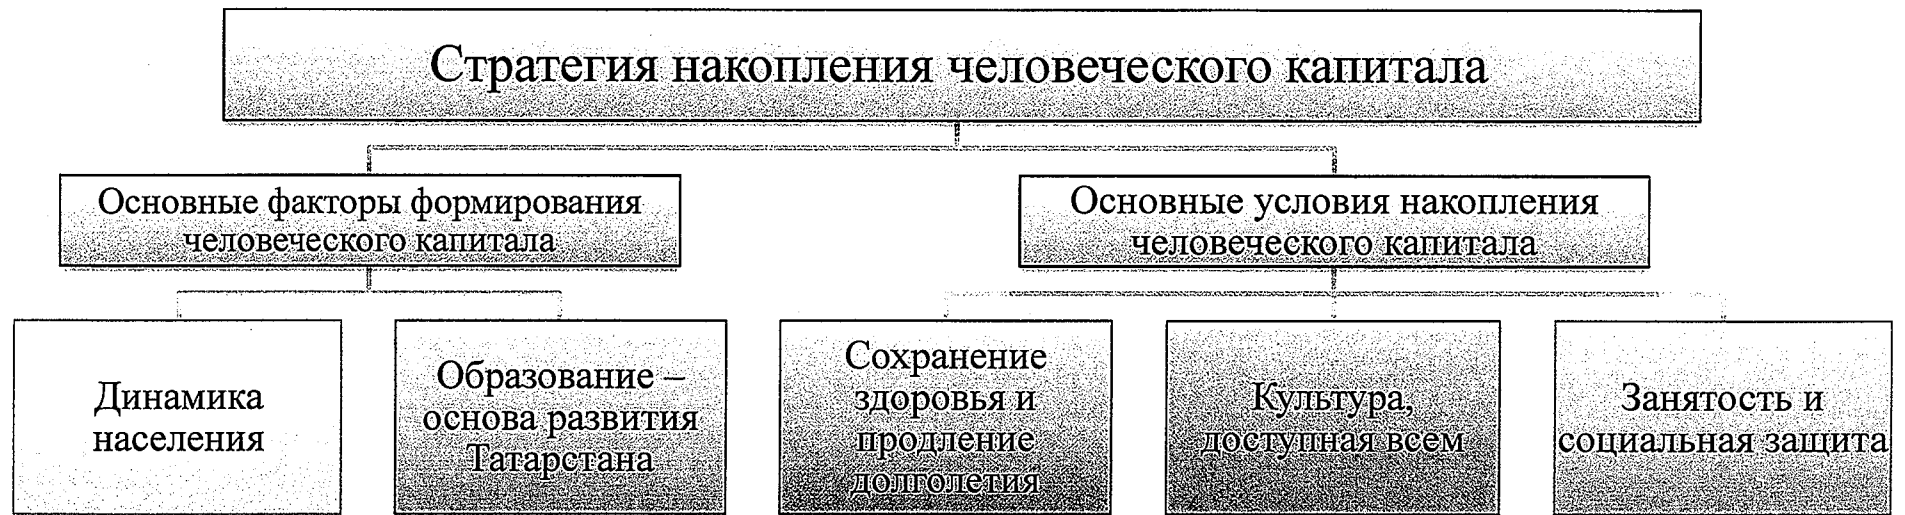 Стратегия накопления человеческого капитала
Основные факторы формирования
человеческого капитала
Основные условия накопления
человеческого капитала
Динамика
населения
Образование –
основа развития
Татарстана
Сохранение
здоровья и
продление
долголетия
Культура,
доступная всем
Занятость и
социальная защита